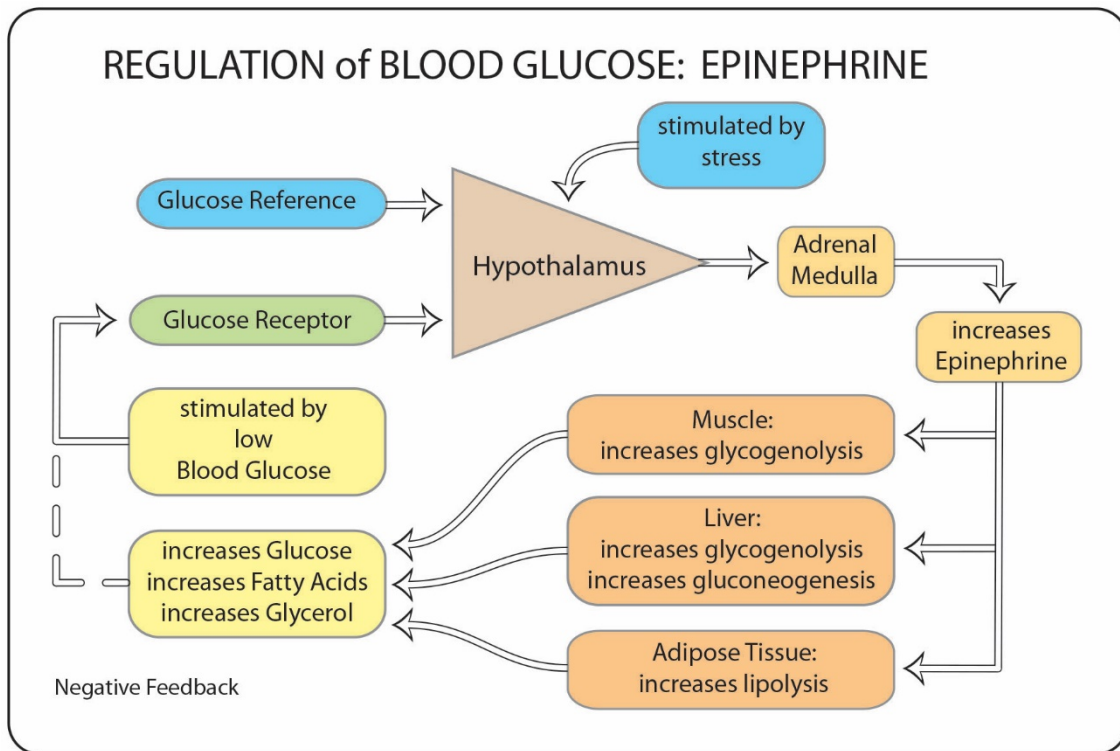 REGULATION of BLOOD GLUCOSE: EPINEPHRINE
stimulated by
stress
Glucose Reference
Hypothalamus
Adrenal
Medulla
Glucose Receptor
increases
Epinephrine
stimulated by
low
Blood Glucose
Muscle:
increases glycogenolysis
Liver:
increases glycogenolysis
increases gluconeogenesis
increases Glucose
increases Fatty Acids
increases Glycerol
Adipose Tissue:
increases lipolysis
Negative Feedback